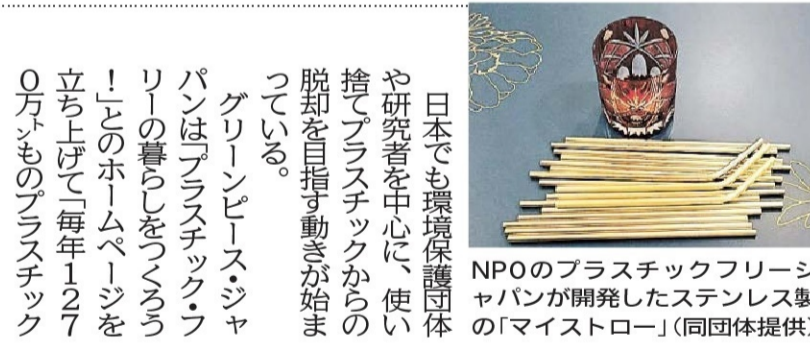 日本でも環境保護団体
や研究者を中心に、使い
捨てプラスチックからの
脱却を目指す動きが始ま
っている。
グリーンピース・ジャ
パンは「プラスチック・フ
リーの暮らしをつくろう
！」とのホームページを
立ち上げて「毎年１２７
０万㌧ものプラスチック
NPOのプラスチックフリージ
ャパンが開発したステンレス製
の「マイストロー」（同団体提供）